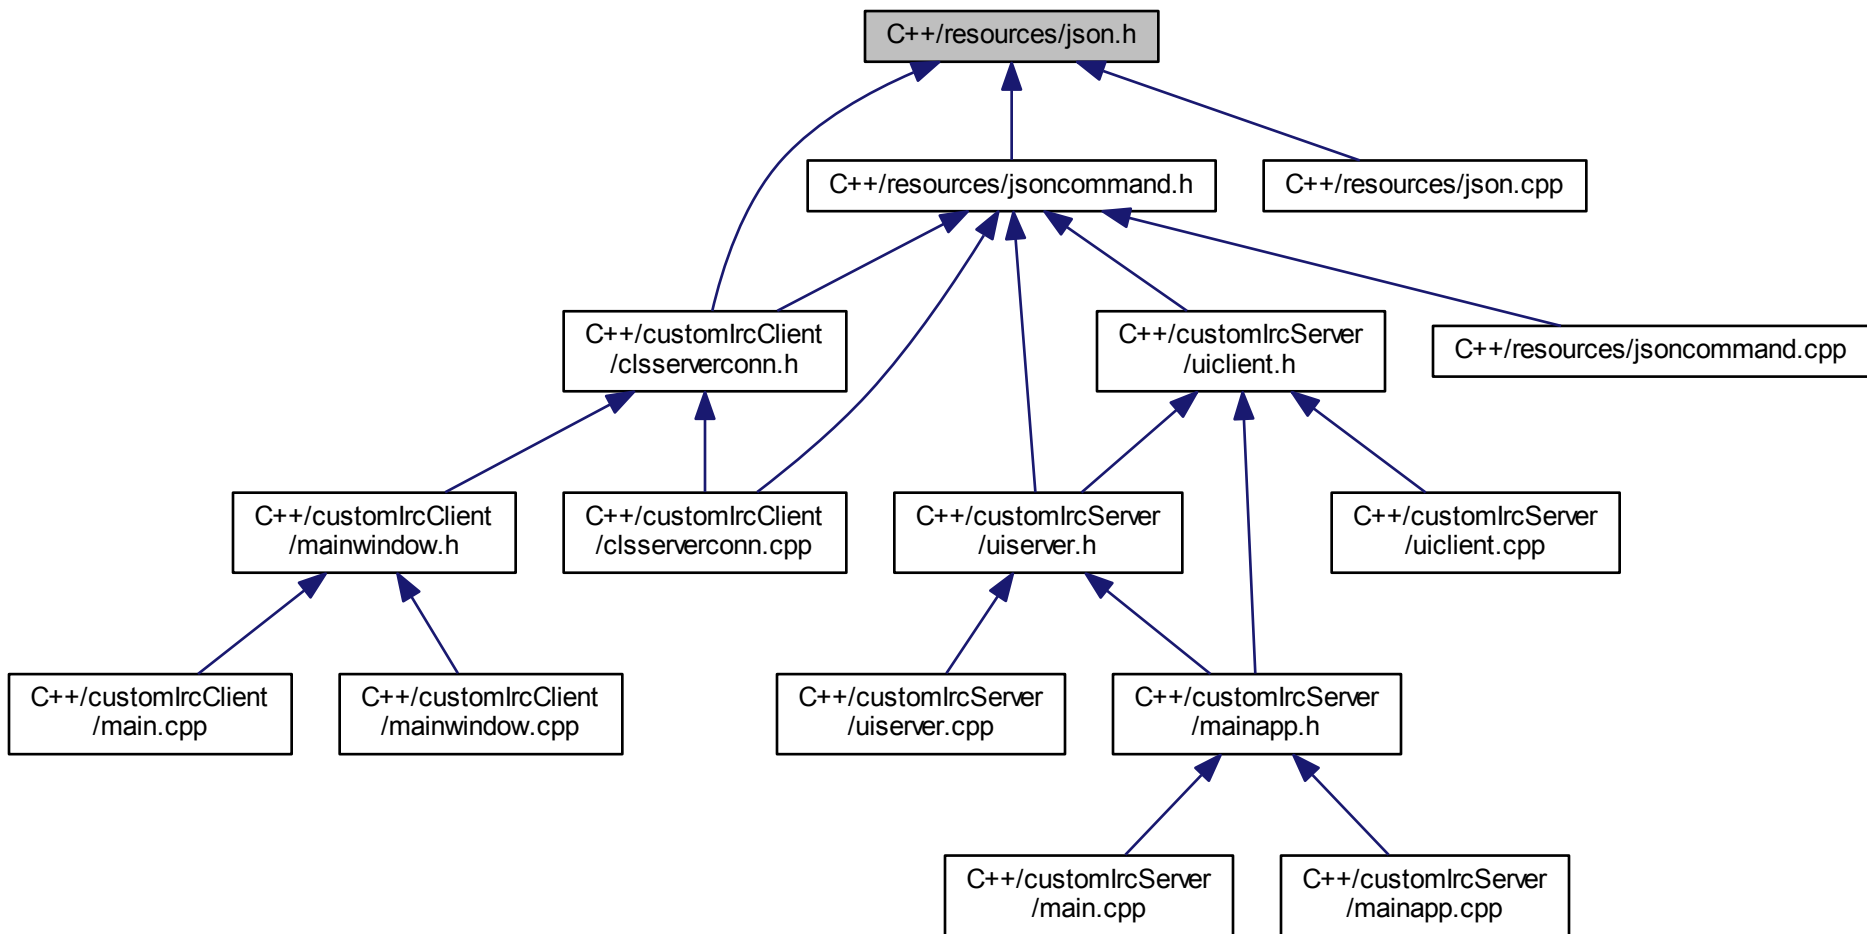 C++/resources/json.h
C++/resources/jsoncommand.h
C++/resources/json.cpp
C++/customIrcClient
/clsserverconn.h
C++/customIrcServer
/uiclient.h
C++/resources/jsoncommand.cpp
C++/customIrcClient
/mainwindow.h
C++/customIrcClient
/clsserverconn.cpp
C++/customIrcServer
/uiserver.h
C++/customIrcServer
/uiclient.cpp
C++/customIrcClient
/main.cpp
C++/customIrcClient
/mainwindow.cpp
C++/customIrcServer
/uiserver.cpp
C++/customIrcServer
/mainapp.h
C++/customIrcServer
/main.cpp
C++/customIrcServer
/mainapp.cpp